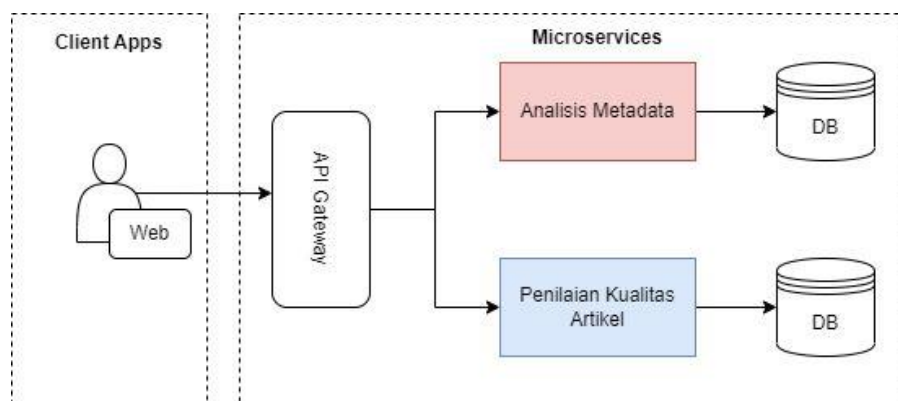 Client Apps
Microservices
Analisis Metadata
DB
API Gateway
Web
Penilaian Kualitas
Artikel
DB